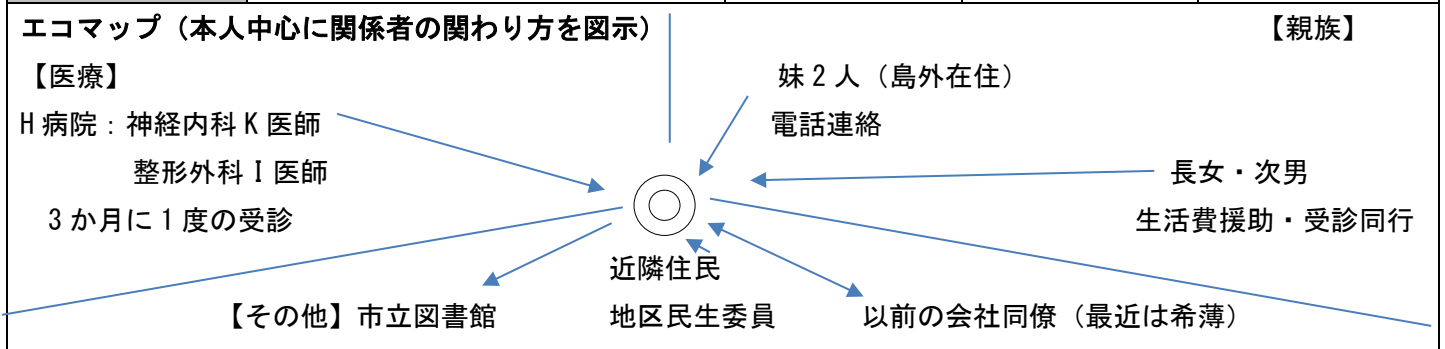 エコマップ（本人中心に関係者の関わり方を図示）
【親族】
【医療】
妹2人（島外在住）
H病院：神経内科K医師
電話連絡
整形外科I医師
長女・次男
3か月に1度の受診
生活費援助・受診同行
近隣住民
【その他】市立図書館
地区民生委員
以前の会社同僚（最近は希薄）